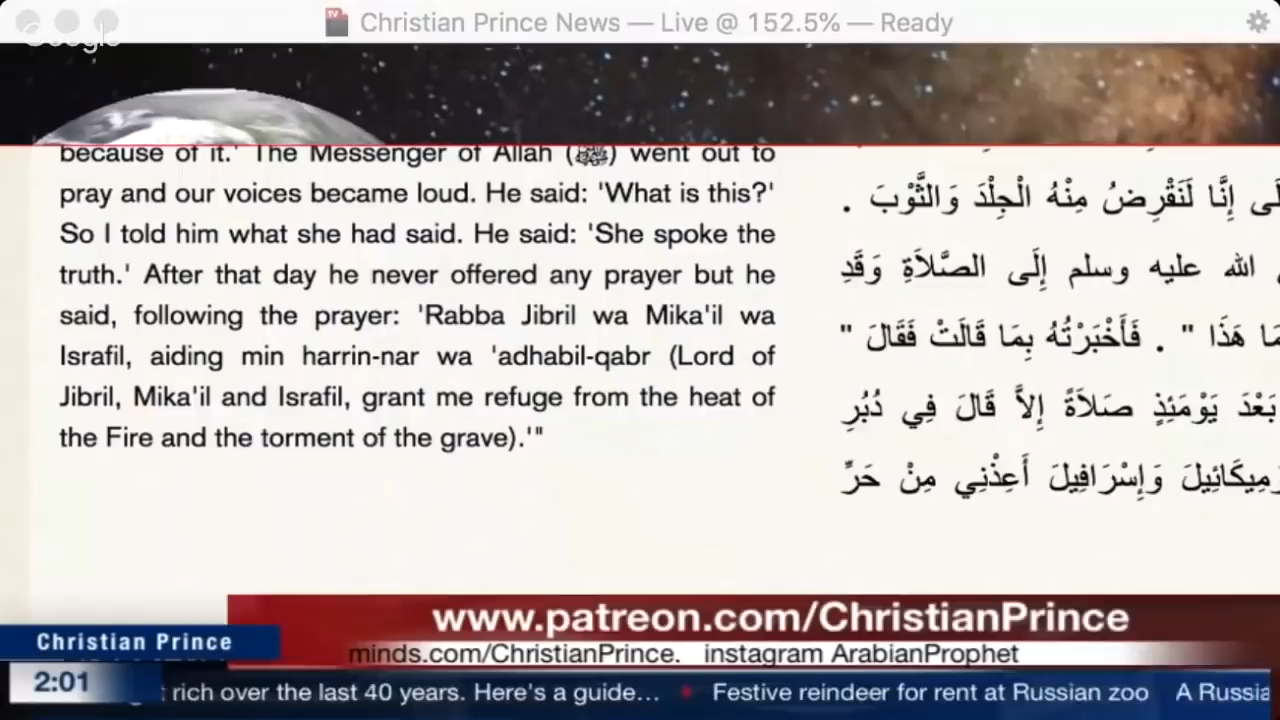 Christian Prince News — Live @ 152.5% — Ready
Google
because of it.' The Messenger of Allah (ﷺ) went out to
pray and our voices became loud. He said: 'What is this?'
So I told him what she had said. He said: 'She spoke the
truth.' After that day he never offered any prayer but he
said, following the prayer: 'Rabba Jibril wa Mika'il wa
Israfil, aiding min harrin-nar wa 'adhabil-qabr (Lord of
Jibril, Mika'il and Israfil, grant me refuge from the heat of
the Fire and the torment of the grave).'"
إِنَّا لَنَقْرِضُ مِنْهُ الْجِلْدَ وَالثَّوْبَ .
الله عليه وسلم إِلَى الصَّلاَةِ وَقَدِ
هَذَا " . فَأَخْبَرْتُهُ بِمَا قَالَتْ فَقَالَ "
بَعْدَ يَوْمَئِذٍ صَلاَةً إِلاَّ قَالَ فِي دُبُرِ
وَإِسْرَافِيلَ أَعِذْنِي مِنْ حَرِّ
www.patreon.com/ChristianPrince
Christian Prince
minds.com/ChristianPrince. instagram ArabianProphet
2:01
rich over the last 40 years. Here's a guide... • Festive reindeer for rent at Russian zoo A Russia